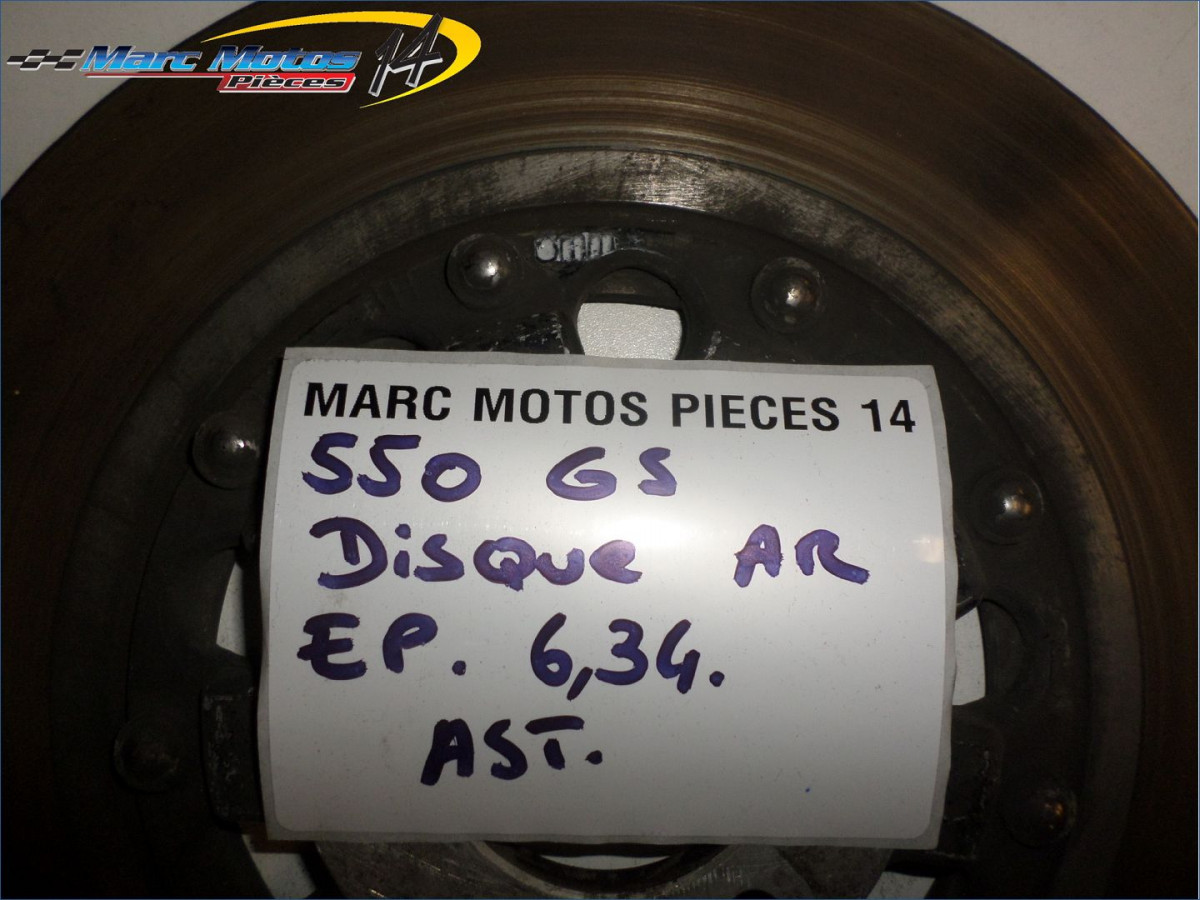 Marc Motos 14
Pièces
MARC MOTOS PIECES 14
550 GS
Disque AR
EP. 6,34.
AST.